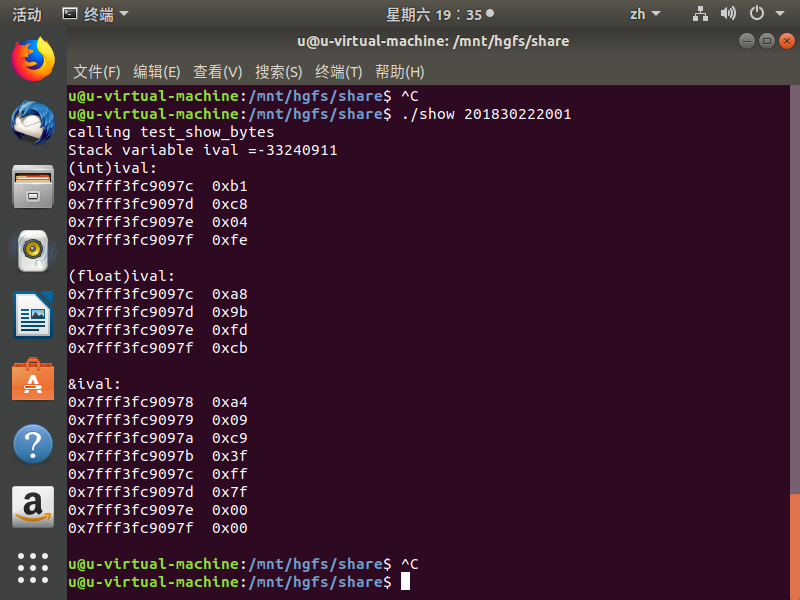 活动 终端 星期六 19：35 zh
u@u-virtual-machine: /mnt/hgfs/share
文件(F) 编辑(E) 查看(V) 搜索(S) 终端(T) 帮助(H)
u@u-virtual-machine:/mnt/hgfs/share$ ^C
u@u-virtual-machine:/mnt/hgfs/share$ ./show 201830222001
calling test_show_bytes
Stack variable ival =-33240911
(int)ival:
0x7fff3fc9097c 0xb1
0x7fff3fc9097d 0xc8
0x7fff3fc9097e 0x04
0x7fff3fc9097f 0xfe
(float)ival:
0x7fff3fc9097c 0xa8
0x7fff3fc9097d 0x9b
0x7fff3fc9097e 0xfd
0x7fff3fc9097f 0xcb
&ival:
0x7fff3fc90978 0xa4
0x7fff3fc90979 0x09
0x7fff3fc9097a 0xc9
0x7fff3fc9097b 0x3f
0x7fff3fc9097c 0xff
0x7fff3fc9097d 0x7f
0x7fff3fc9097e 0x00
0x7fff3fc9097f 0x00
u@u-virtual-machine:/mnt/hgfs/share$ ^C
u@u-virtual-machine:/mnt/hgfs/share$